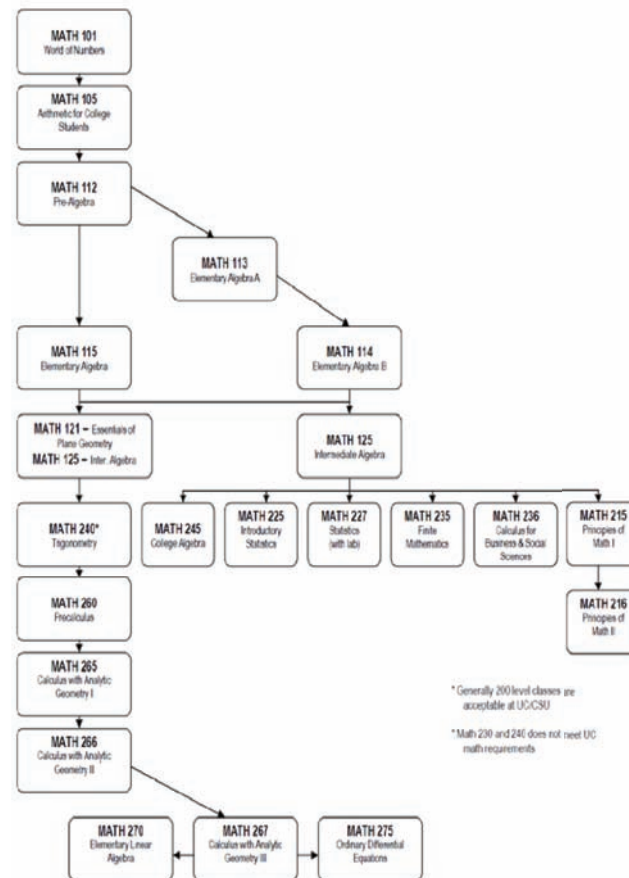 MATH 101
World of Numbers
MATH 105
Arithmetic for College
Students
MATH 112
Pre-Algebra
MATH 113
Elementary Algebra A
MATH 115
Elementary Algebra
MATH 114
Elementary Algebra B
MATH 121 – Essentials of
Plane Geometry
MATH 125 – Inter. Algebra
MATH 125
Intermediate Algebra
MATH 240*
Trigonometry
MATH 245
College Algebra
MATH 225
Introductory
Statistics
MATH 227
Statistics
(with lab)
MATH 235
Finite
Mathematics
MATH 236
Calculus for
Business & Social
Sciences
MATH 215
Principles of
Math I
MATH 260
Precalculus
MATH 216
Principles of
Math II
MATH 265
Calculus with Analytic
Geometry I
* Generally 200 level classes are
acceptable at UC/CSU
MATH 266
Calculus with Analytic
Geometry III
* Math 230 and 240 does not meet UC
math requirements
MATH 270
Elementary Linear
Algebra
MATH 267
Calculus with Analytic
Geometry III
MATH 275
Ordinary Differential
Equations